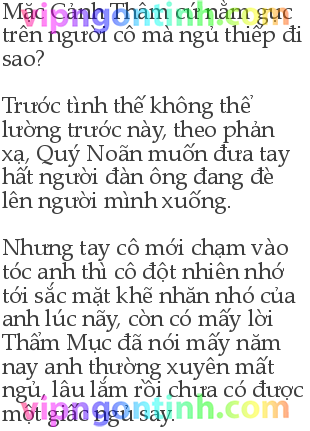 Mặc Cảnh Thâm cứ nằm gục
trên người cô mà ngủ thiếp đi
sao?
Trước tình thế không thể
lường trước này, theo phản
xạ, Quý Noãn muốn đưa tay
hất người đàn ông đang đè
lên người mình xuống.
Nhưng tay cô mới chạm vào
tóc anh thì cô đột nhiên nhớ
tới sắc mặt khẽ nhăn nhó của
anh lúc nãy, còn có mấy lời
Thẩm Mục đã nói mấy năm
nay anh thường xuyên mất
ngủ, lâu lắm rồi chưa có được
một giấc ngủ say.
vipngontinh.com
vipngontinh.com